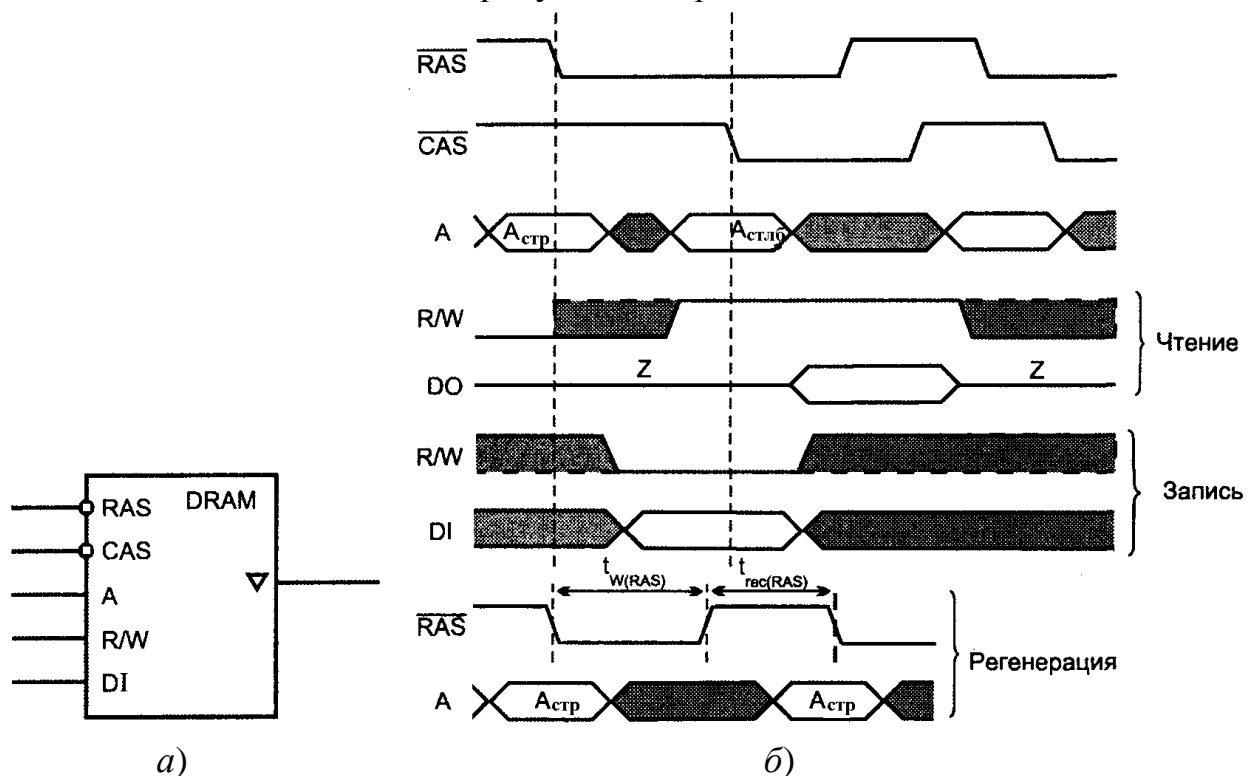 RAS
CAS
A Aстр Aстлб
R/W
Чтение
Z Z
DO
R/W
Запись
DI
RAS DRAM
CAS
A
R/W
DI
tW(RAS) trec(RAS)
RAS
Регенерация
A Aстр Aстр
а) б)